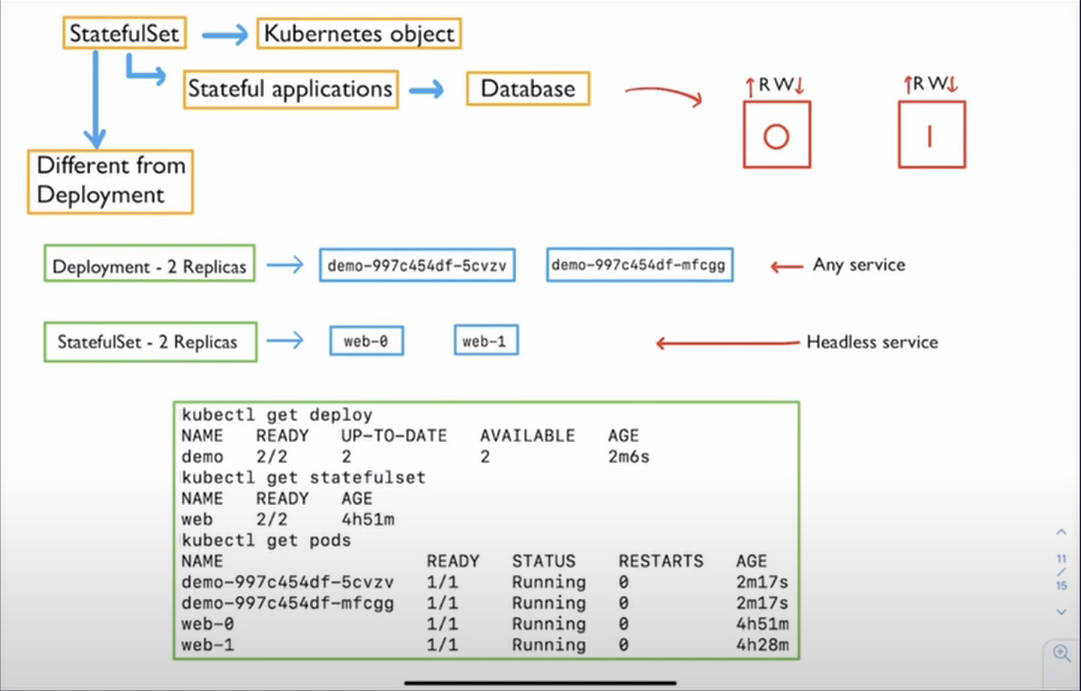 StatefulSet
Kubernetes object
Stateful applications
Database
R W
R W
O
I
Different from
Deployment
Deployment - 2 Replicas
demo-997c454df-5cvzv
demo-997c454df-mfcgg
Any service
StatefulSet - 2 Replicas
web-0
web-1
Headless service
kubectl get deploy
NAME READY UP-TO-DATE AVAILABLE AGE
demo 2/2 2 2 2m6s
kubectl get statefulset
NAME READY AGE
web 2/2 4h51m
kubectl get pods
NAME READY STATUS RESTARTS AGE
demo-997c454df-5cvzv 1/1 Running 0 2m17s
demo-997c454df-mfcgg 1/1 Running 0 2m17s
web-0 1/1 Running 0 4h51m
web-1 1/1 Running 0 4h28m
11
/
15